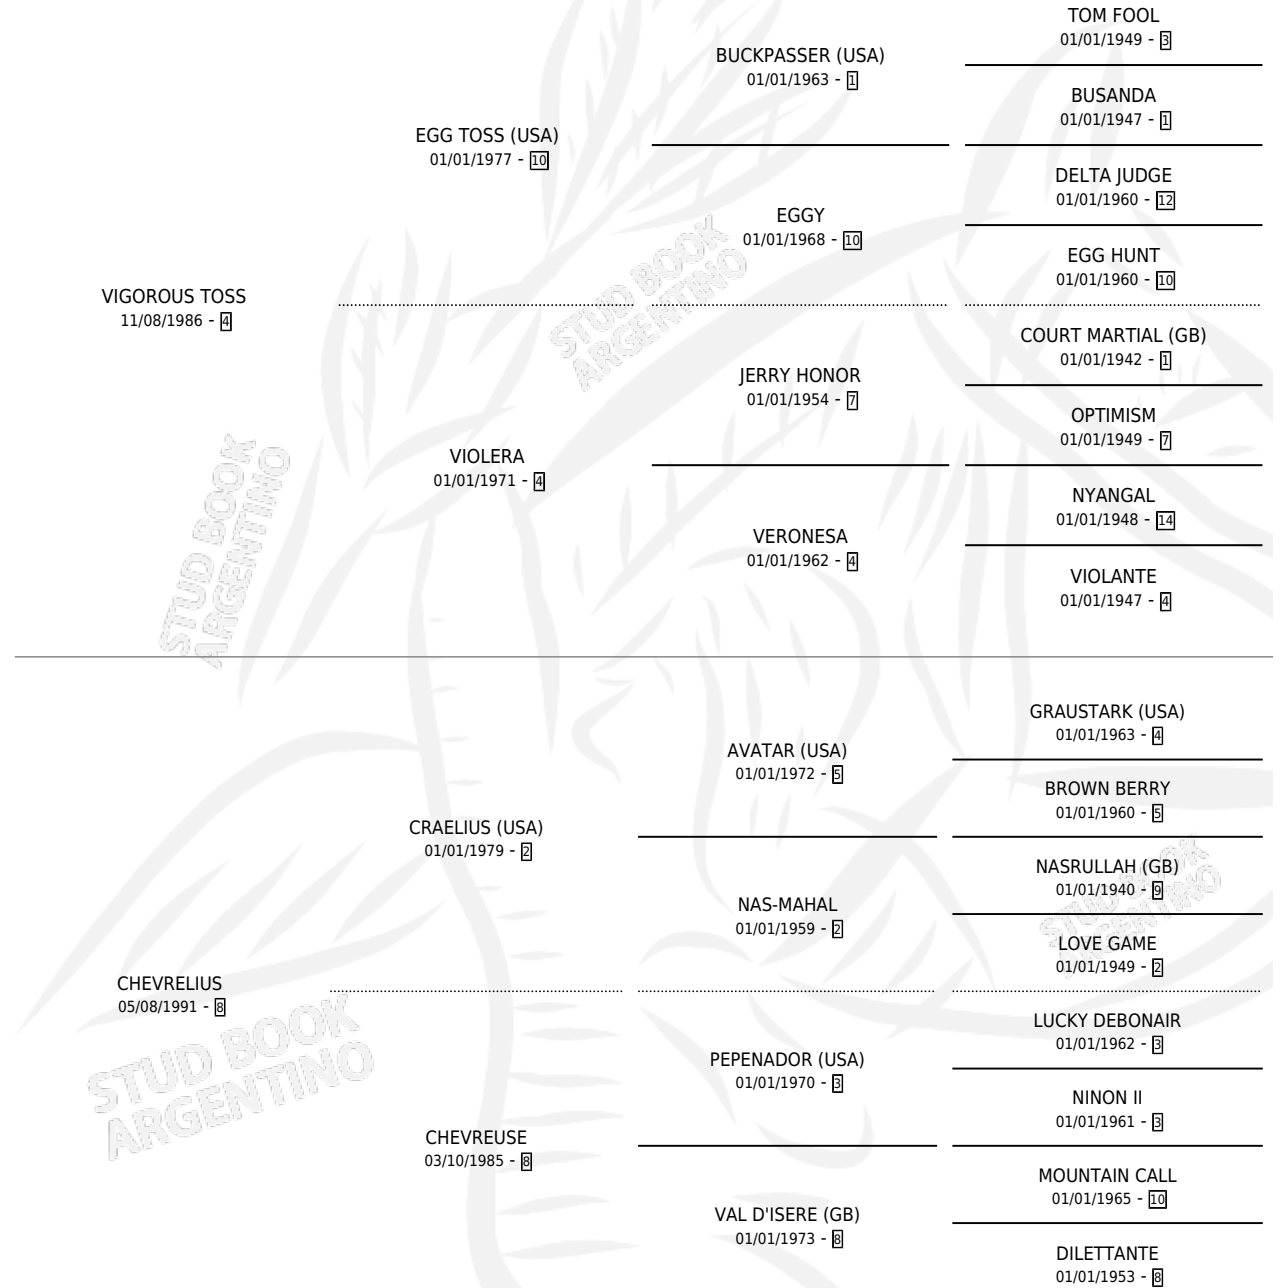 TOM FOOL
01/01/1949 - 3
BUCKPASSER (USA)
01/01/1963 - 1
BUSANDA
01/01/1947 - 1
EGG TOSS (USA)
01/01/1977 - 10
DELTA JUDGE
01/01/1960 - 12
EGGY
01/01/1968 - 10
EGG HUNT
01/01/1960 - 10
VIGOROUS TOSS
11/08/1986 - 4
COURT MARTIAL (GB)
01/01/1942 - 1
JERRY HONOR
01/01/1954 - 7
OPTIMISM
01/01/1949 - 7
VIOLERA
01/01/1971 - 4
NYANGAL
01/01/1948 - 14
VERONESA
01/01/1962 - 4
VIOLANTE
01/01/1947 - 4
STUD BOOK
ARGENTINO
STUD BOOK
ARGENTINO
GRAUSTARK (USA)
01/01/1963 - 4
AVATAR (USA)
01/01/1972 - 5
BROWN BERRY
01/01/1960 - 5
CRAELIUS (USA)
01/01/1979 - 2
NASRULLAH (GB)
01/01/1940 - 9
NAS-MAHAL
01/01/1959 - 2
LOVE GAME
01/01/1949 - 2
CHEVRELIUS
05/08/1991 - 8
LUCKY DEBONAIR
01/01/1962 - 3
PEPENADOR (USA)
01/01/1970 - 3
NINON II
01/01/1961 - 3
CHEVREUSE
03/10/1985 - 8
MOUNTAIN CALL
01/01/1965 - 10
VAL D'ISERE (GB)
01/01/1973 - 8
DILETTANTE
01/01/1953 - 8
STUD BOOK
ARGENTINO
STUD BOOK
ARGENTINO